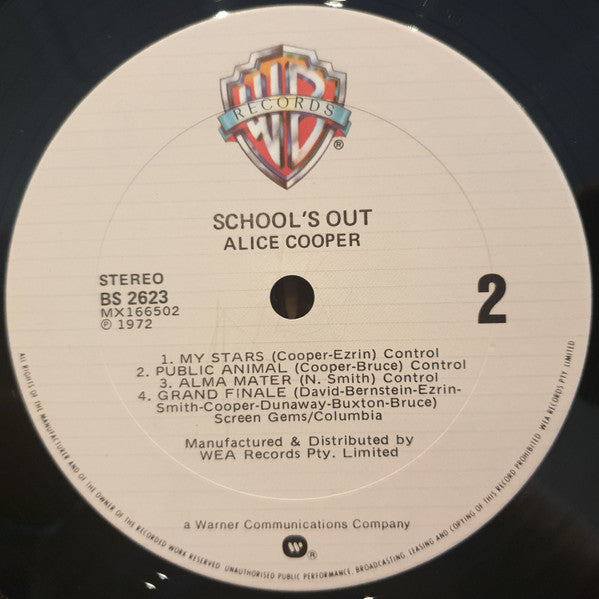 WB
RECORDS
®
SCHOOL'S OUT
ALICE COOPER
STEREO
BS 2623
MX166502
℗ 1972
2
1. MY STARS (Cooper-Ezrin) Control
2. PUBLIC ANIMAL (Cooper-Bruce) Control
3. ALMA MATER (N. Smith) Control
4. GRAND FINALE (David-Bernstein-Ezrin-
Smith-Cooper-Dunaway-Buxton-Bruce)
Screen Gems/Columbia
Manufactured & Distributed by
WEA Records Pty. Limited
a Warner Communications Company
®
ALL RIGHTS OF THE MANUFACTURER AND OF THE OWNER OF THE RECORDED WORK RESERVED. UNAUTHORISED PUBLIC PERFORMANCE, BROADCASTING, LEASING AND COPYING OF THIS RECORD PROHIBITED. WEA RECORDS PTY. LIMITED